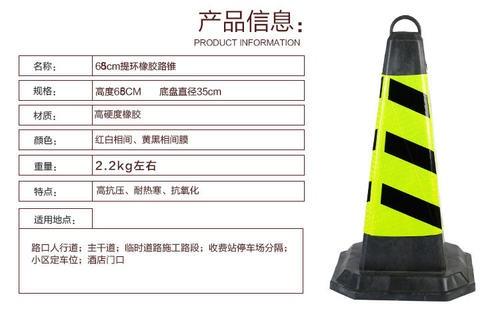 产品信息:
PRODUCT INFORMATION
名称: 68cm提环橡胶路锥
规格: 高度68CM 底盘直径35cm
材质: 高硬度橡胶
颜色: 红白相间、黄黑相间膜
重量: 2.2kg左右
特点: 高抗压、耐热寒、抗氧化
适用地点:
路口人行道；主干道；临时道路施工路段；收费站停车场分隔；
小区定车位；酒店门口